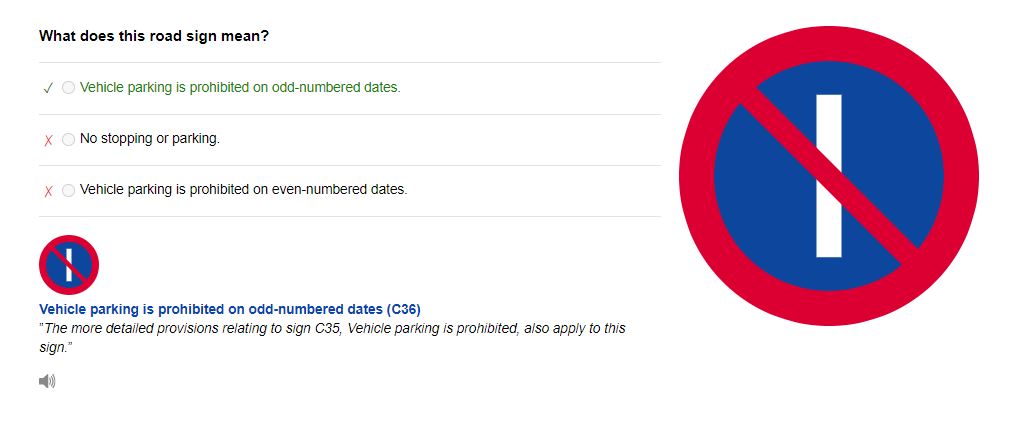 What does this road sign mean?
✓ Vehicle parking is prohibited on odd-numbered dates.
X No stopping or parking.
X Vehicle parking is prohibited on even-numbered dates.
Vehicle parking is prohibited on odd-numbered dates (C36)
"The more detailed provisions relating to sign C35, Vehicle parking is prohibited, also apply to this
sign."